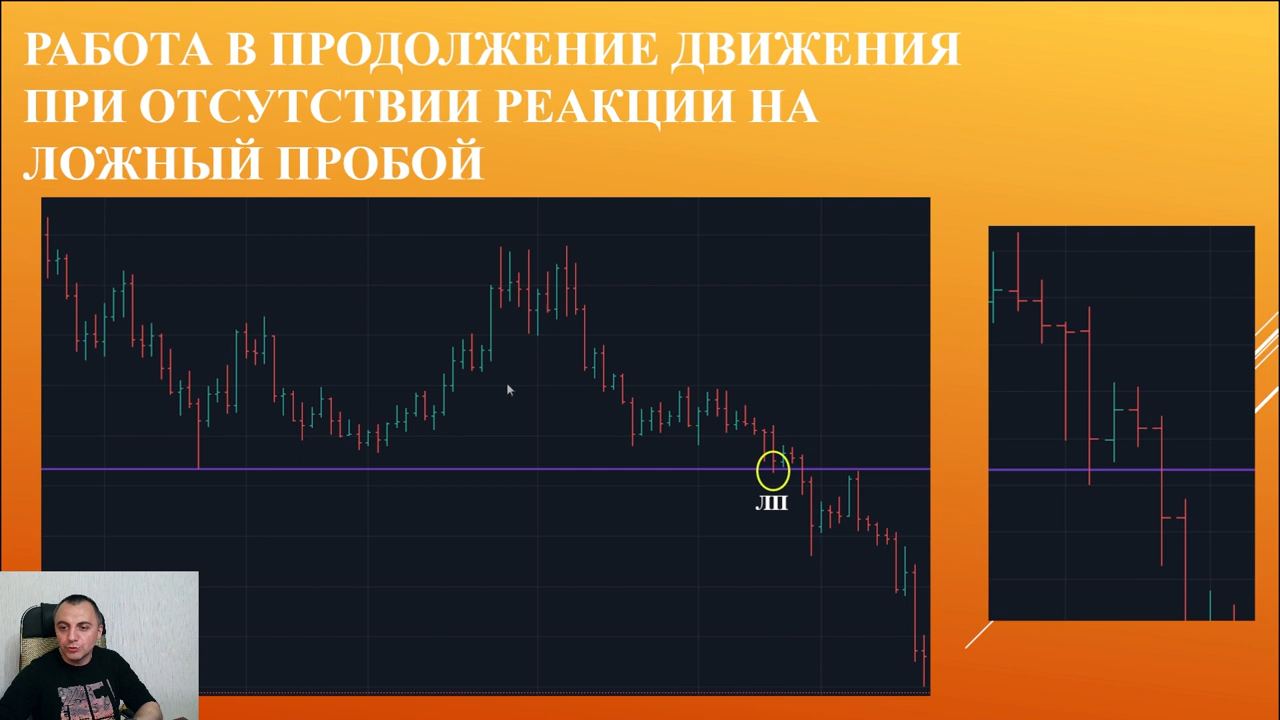 РАБОТА В ПРОДОЛЖЕНИЕ ДВИЖЕНИЯ
ПРИ ОТСУТСТВИИ РЕАКЦИИ НА
ЛОЖНЫЙ ПРОБОЙ
ЛП